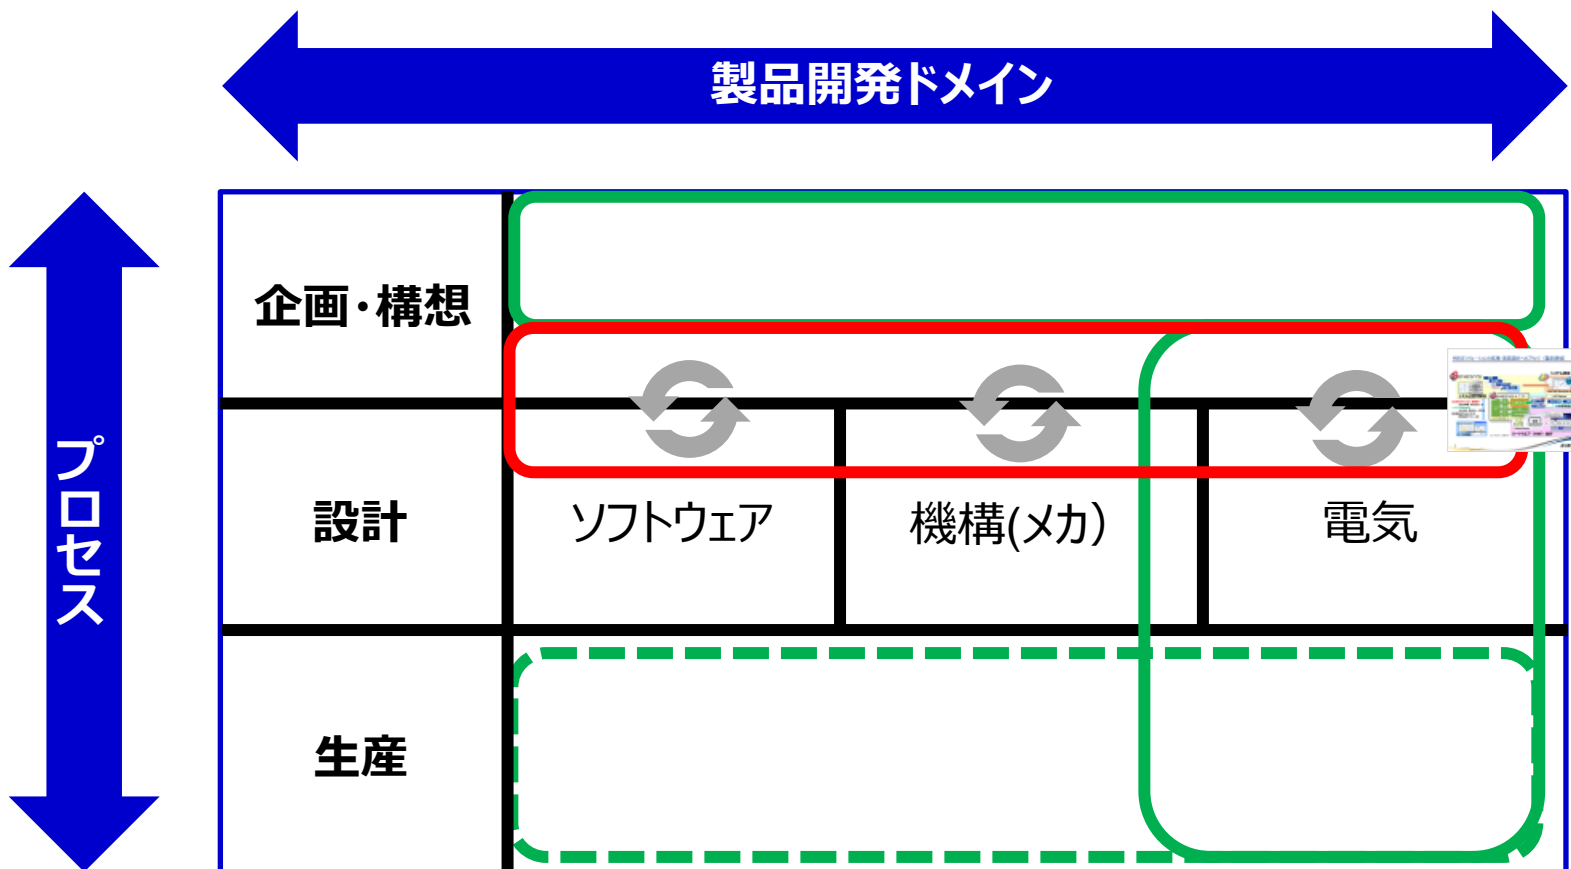 製品開発ドメイン
プロセス
企画・構想
設計
ソフトウェア
機構(メカ）
電気
生産